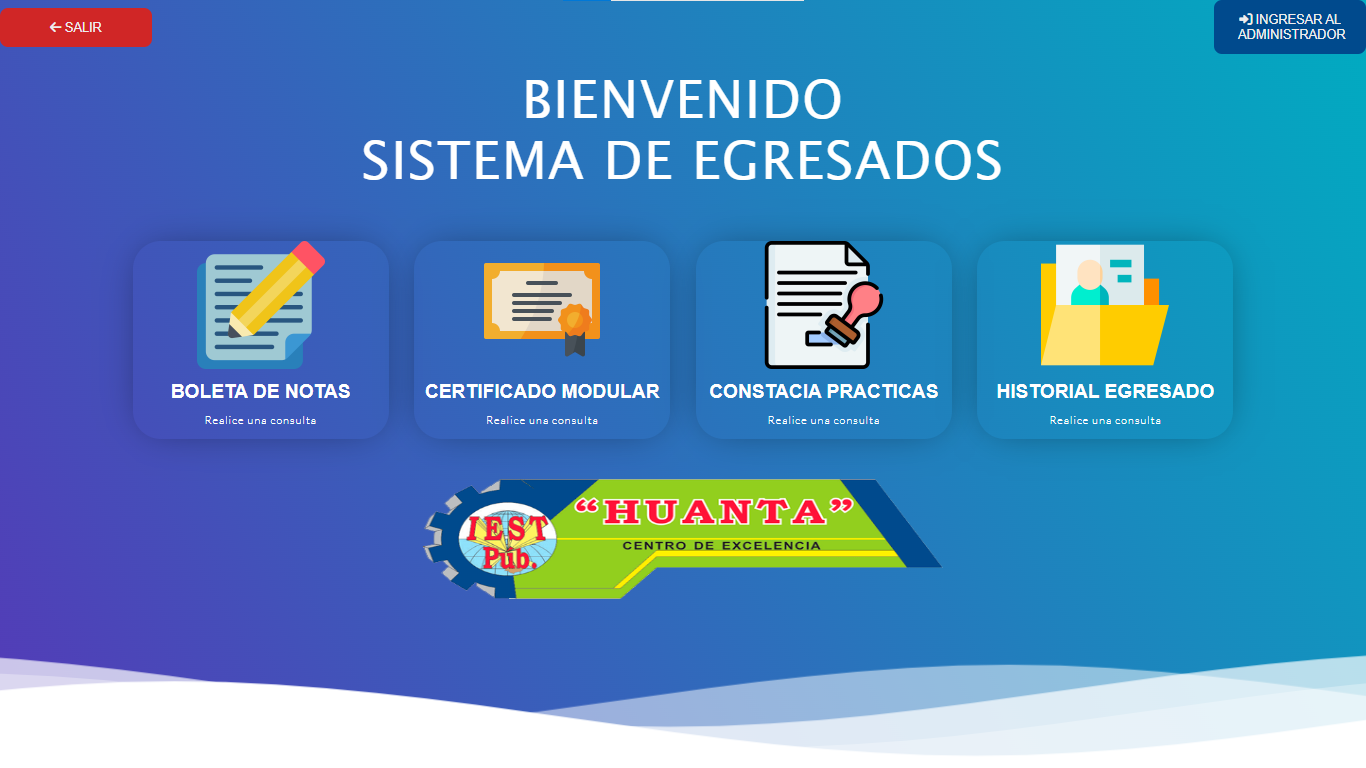 SALIR
INGRESAR AL
ADMINISTRADOR
BIENVENIDO
SISTEMA DE EGRESADOS
BOLETA DE NOTAS
Realice una consulta
CERTIFICADO MODULAR
Realice una consulta
CONSTACIA PRACTICAS
Realice una consulta
HISTORIAL EGRESADO
Realice una consulta
IEST
Pub.
“HUANTA”
CENTRO DE EXCELENCIA